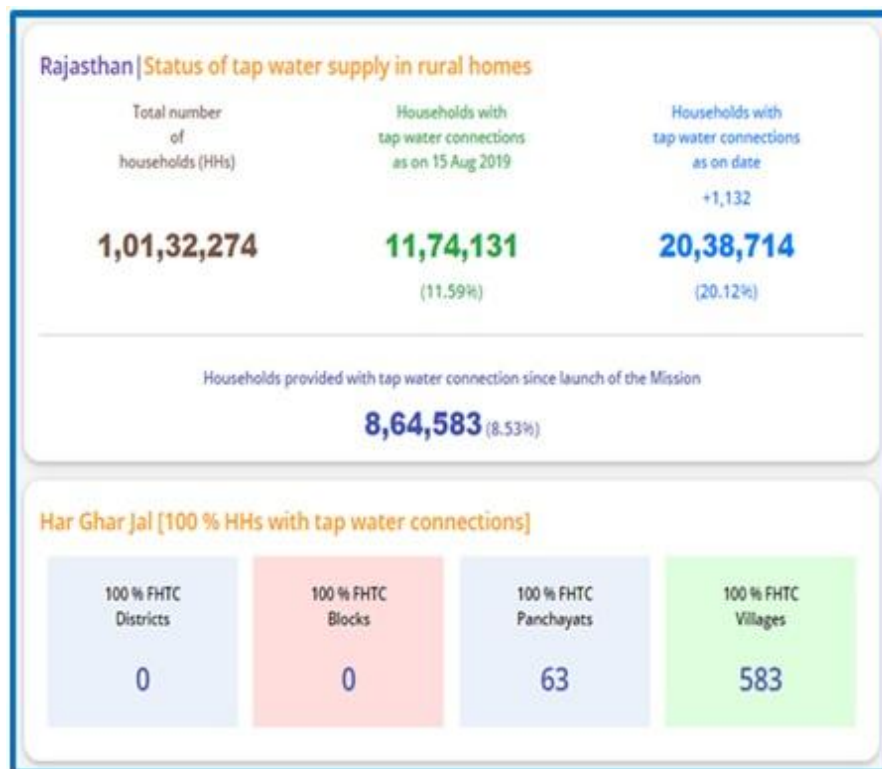 Rajasthan|Status of tap water supply in rural homes
Total number
of
households (HHs)
1,01,32,274
Households with
tap water connections
as on 15 Aug 2019
11,74,131
(11.59%)
Households with
tap water connections
as on date
+1,132
20,38,714
(20.12%)
Households provided with tap water connection since launch of the Mission
8,64,583 (8.53%)
Har Ghar Jal [100 % HHs with tap water connections]
100 % FHTC
Districts
0
100 % FHTC
Blocks
0
100 % FHTC
Panchayats
63
100 % FHTC
Villages
583